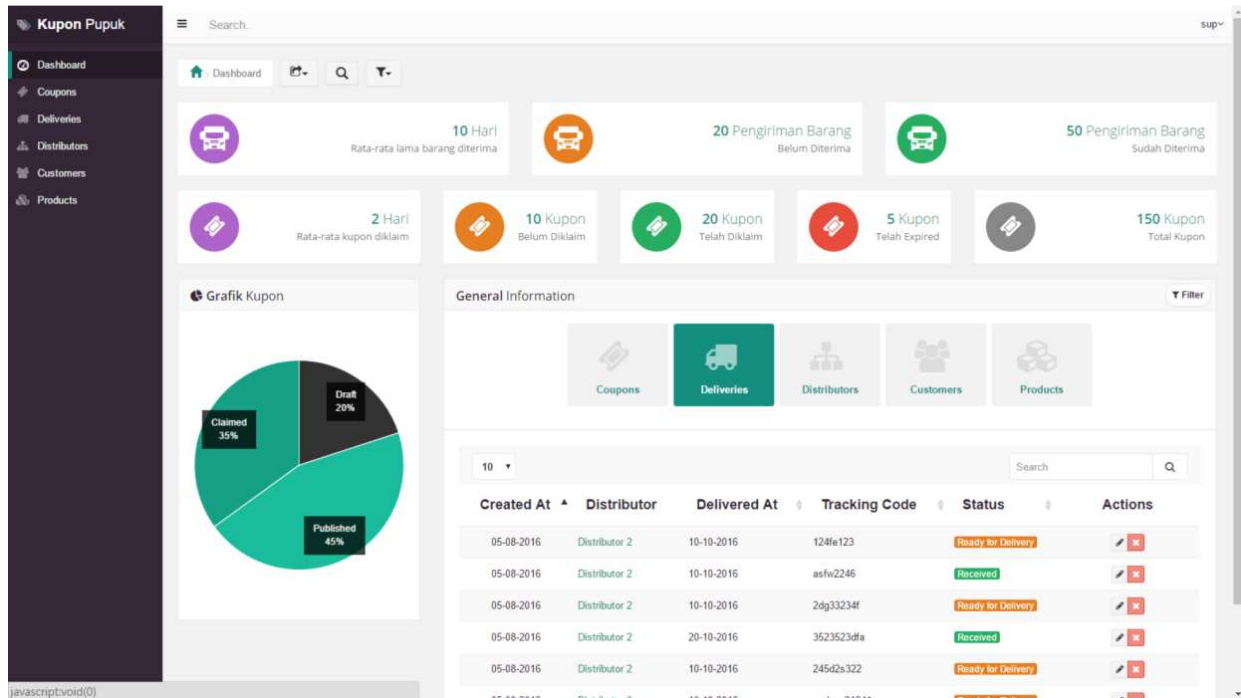 Kupon Pupuk
Search..
sup
Dashboard
Coupons
Deliveries
Distributors
Customers
Products
Dashboard
10 Hari
Rata-rata lama barang diterima
20 Pengiriman Barang
Belum Diterima
50 Pengiriman Barang
Sudah Diterima
2 Hari
Rata-rata kupon diklaim
10 Kupon
Belum Diklaim
20 Kupon
Telah Diklaim
5 Kupon
Telah Expired
150 Kupon
Total Kupon
Grafik Kupon
Draft
20%
Claimed
35%
Published
45%
General Information
Filter
Coupons
Deliveries
Distributors
Customers
Products
10
Search
Created At Distributor Delivered At Tracking Code Status Actions
05-08-2016 Distributor 2 10-10-2016 124fe123 Ready for Delivery
05-08-2016 Distributor 2 10-10-2016 asfw2246 Received
05-08-2016 Distributor 2 10-10-2016 2dg33234f Ready for Delivery
05-08-2016 Distributor 2 20-10-2016 3523523dfa Received
05-08-2016 Distributor 2 10-10-2016 245d2s322 Ready for Delivery
javascript:void(0)